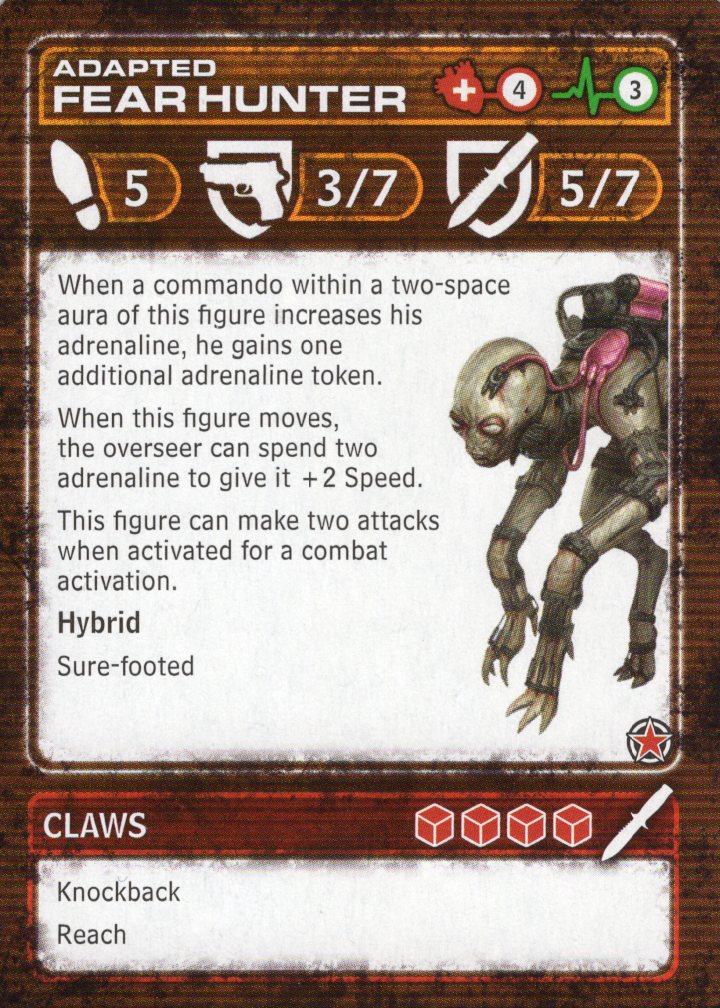 ADAPTED
FEAR HUNTER
4
3
5
3/7
5/7
When a commando within a two-space
aura of this figure increases his
adrenaline, he gains one
additional adrenaline token.
When this figure moves,
the overseer can spend two
adrenaline to give it +2 Speed.
This figure can make two attacks
when activated for a combat
activation.
Hybrid
Sure-footed
CLAWS
Knockback
Reach